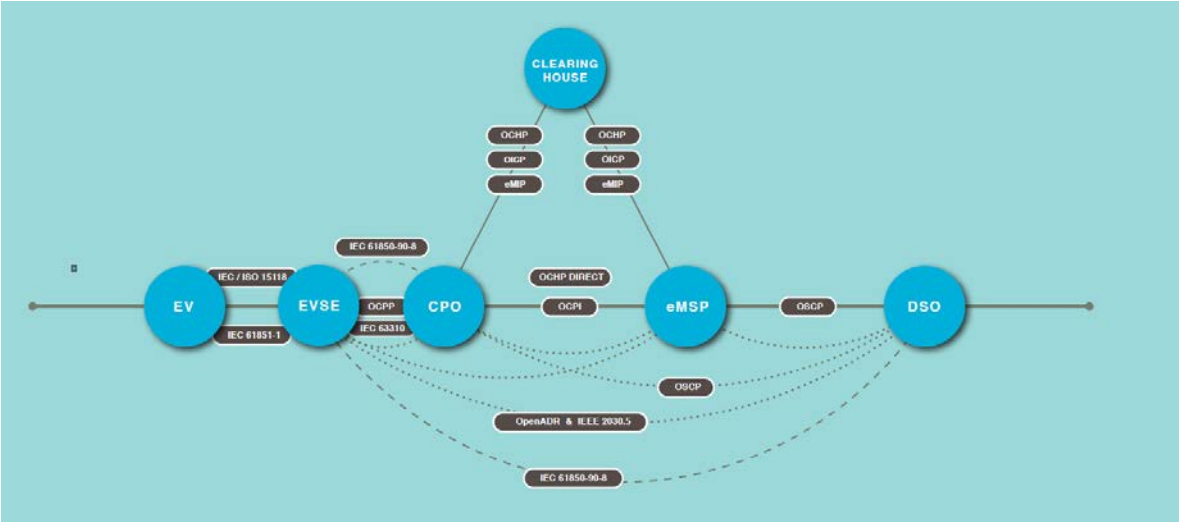 CLEARING
HOUSE
OCHP
OCHP
OICP
OICP
eMIP
eMIP
IEC 61850-90-8
IEC / ISO 15118
OCHP DIRECT
EV
EVSE
OCPP
CPO
OCPI
eMSP
OSCP
DSO
IEC 61851-1
IEC 63310
OSCP
OpenADR & IEEE 2030.5
IEC 61850-90-8